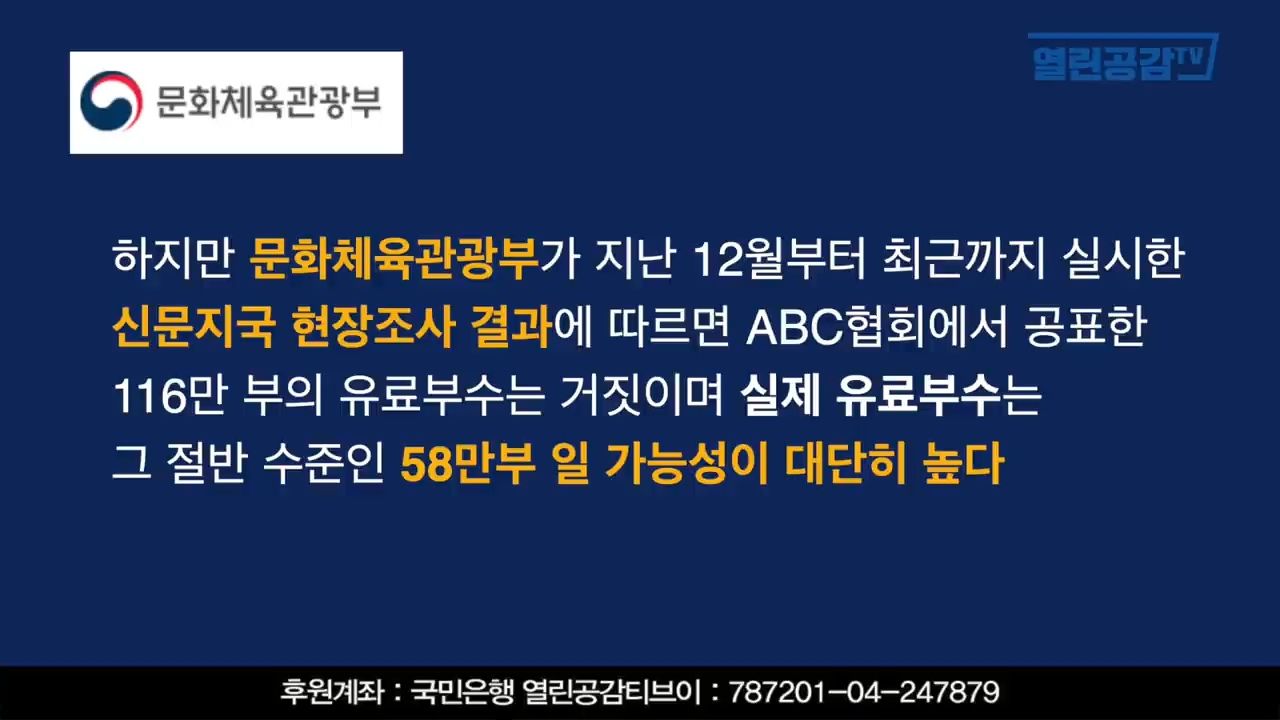 열린공감TV
문화체육관광부
하지만 문화체육관광부가 지난 12월부터 최근까지 실시한
신문지국 현장조사 결과에 따르면 ABC협회에서 공표한
116만 부의 유료부수는 거짓이며 실제 유료부수는
그 절반 수준인 58만부 일 가능성이 대단히 높다
후원계좌 : 국민은행 열린공감티브이 : 787201-04-247879